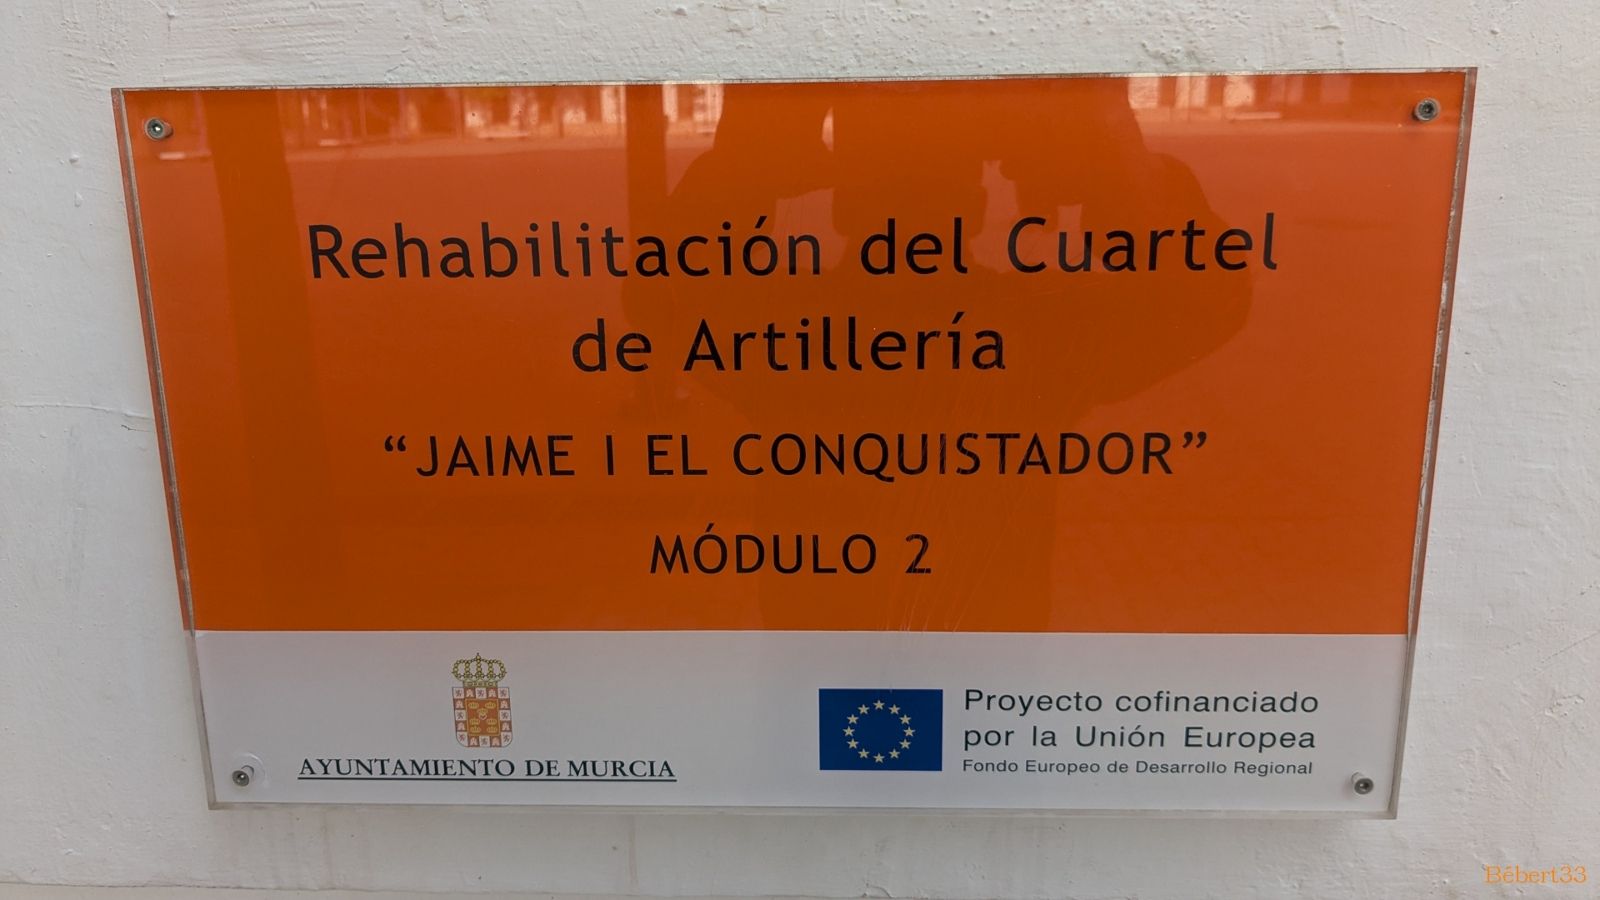 Rehabilitación del Cuartel
de Artillería
“JAIME I EL CONQUISTADOR”
MÓDULO 2
AYUNTAMIENTO DE MURCIA
Proyecto cofinanciado
por la Unión Europea
Fondo Europeo de Desarrollo Regional
Bébert33